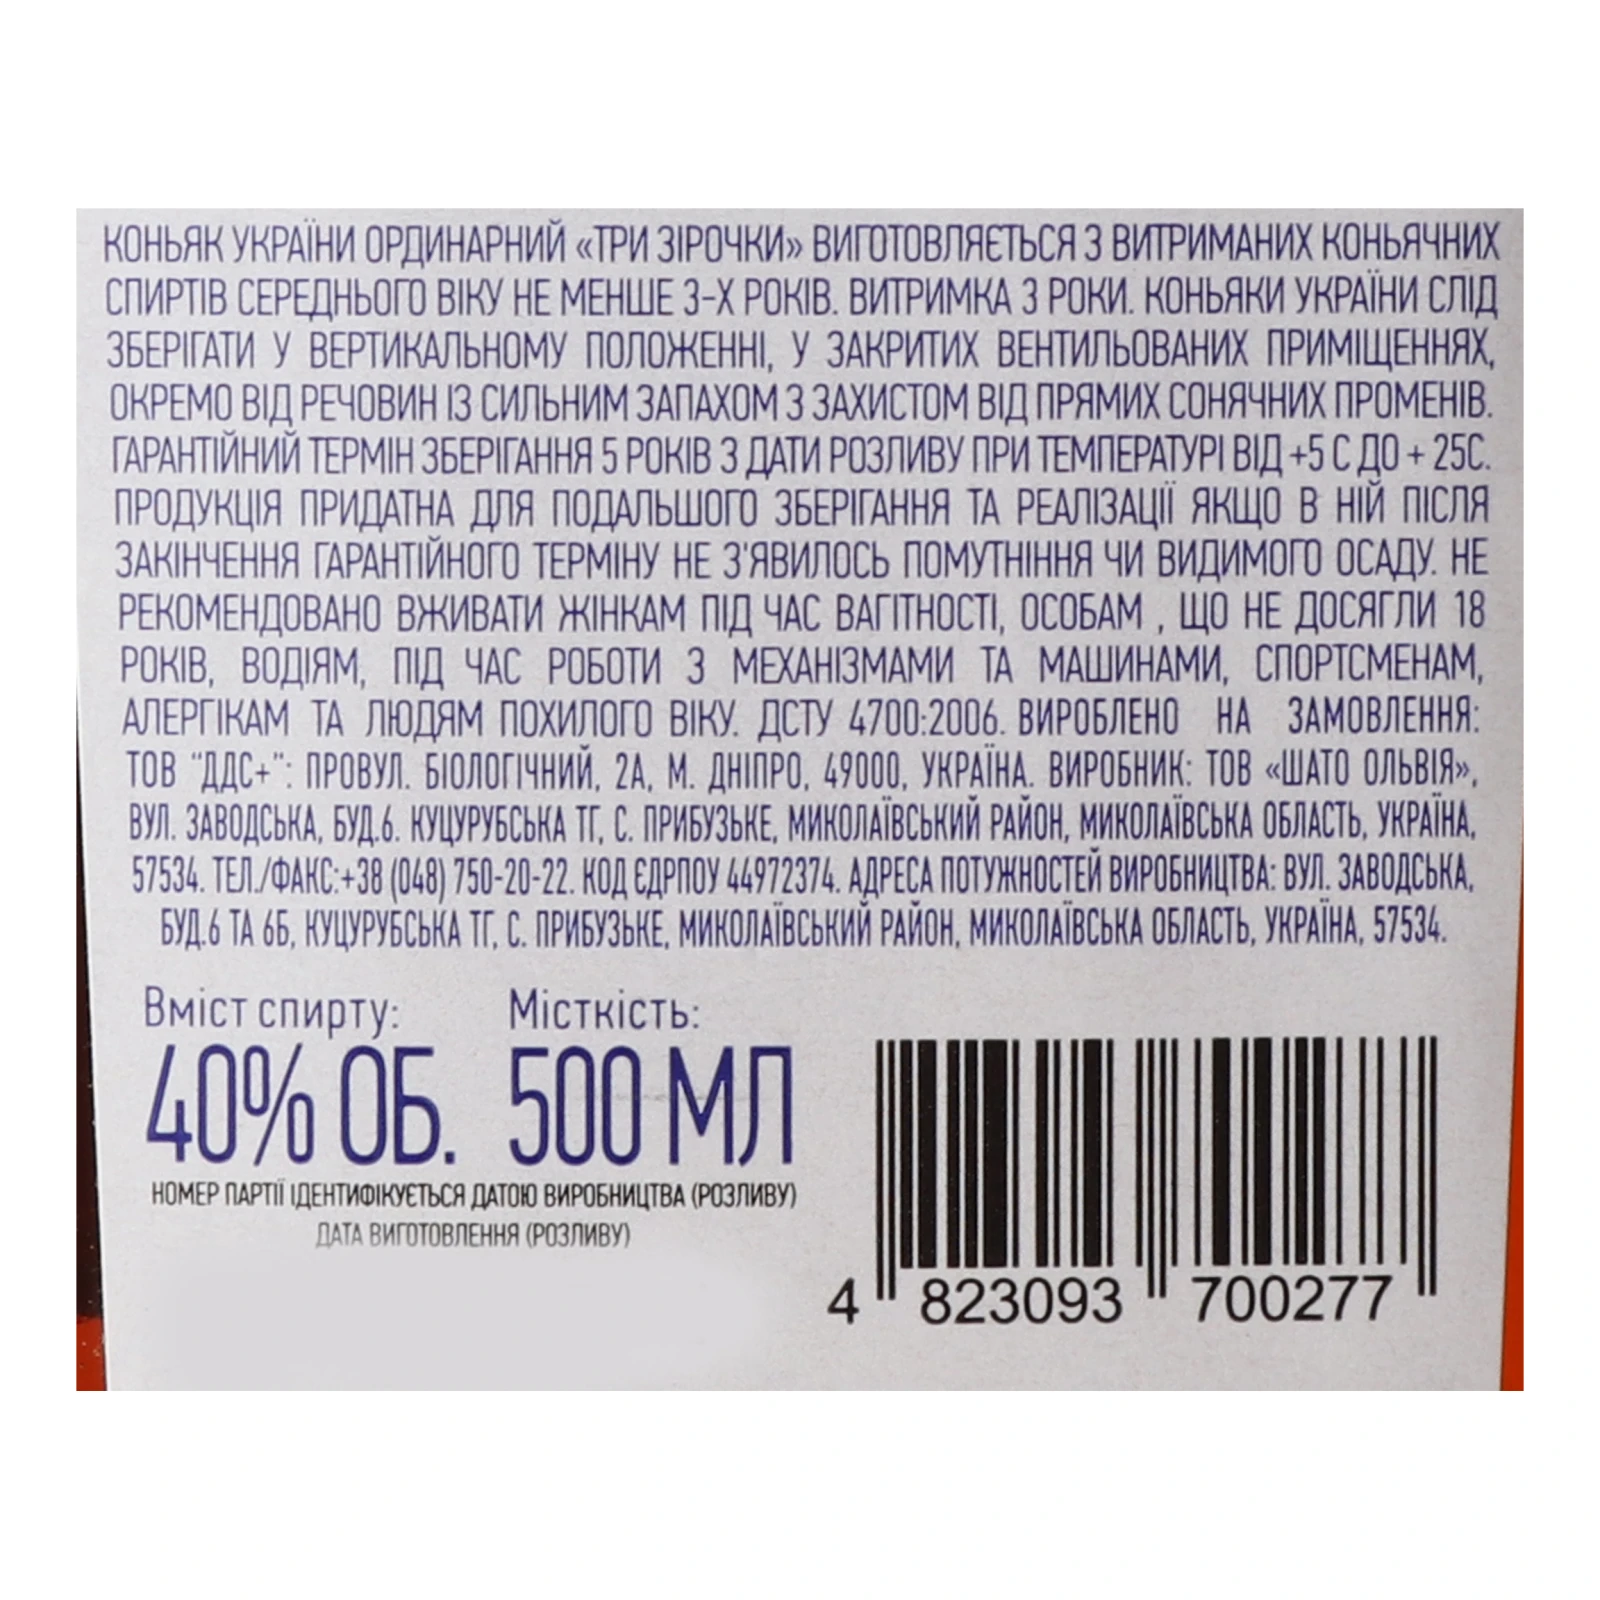 КОНЬЯК УКРАЇНИ ОРДИНАРНИЙ «ТРИ ЗІРОЧКИ» ВИГОТОВЛЯЄТЬСЯ З ВИТРИМАНИХ КОНЬЯЧНИХ
СПИРТІВ СЕРЕДНЬОГО ВІКУ НЕ МЕНШЕ 3-Х РОКІВ. ВИТРИМКА 3 РОКИ. КОНЬЯКИ УКРАЇНИ СЛІД
ЗБЕРІГАТИ У ВЕРТИКАЛЬНОМУ ПОЛОЖЕННІ, У ЗАКРИТИХ ВЕНТИЛЬОВАНИХ ПРИМІЩЕННЯХ,
ОКРЕМО ВІД РЕЧОВИН ІЗ СИЛЬНИМ ЗАПАХОМ З ЗАХИСТОМ ВІД ПРЯМИХ СОНЯЧНИХ ПРОМЕНІВ.
ГАРАНТІЙНИЙ ТЕРМІН ЗБЕРІГАННЯ 5 РОКІВ З ДАТИ РОЗЛИВУ ПРИ ТЕМПЕРАТУРІ ВІД +5 С ДО + 25С.
ПРОДУКЦІЯ ПРИДАТНА ДЛЯ ПОДАЛЬШОГО ЗБЕРІГАННЯ ТА РЕАЛІЗАЦІЇ ЯКЩО В НІЙ ПІСЛЯ
ЗАКІНЧЕННЯ ГАРАНТІЙНОГО ТЕРМІНУ НЕ З'ЯВИЛОСЬ ПОМУТНІННЯ ЧИ ВИДИМОГО ОСАДУ. НЕ
РЕКОМЕНДОВАНО ВЖИВАТИ ЖІНКАМ ПІД ЧАС ВАГІТНОСТІ, ОСОБАМ , ЩО НЕ ДОСЯГЛИ 18
РОКІВ, ВОДІЯМ, ПІД ЧАС РОБОТИ З МЕХАНІЗМАМИ ТА МАШИНАМИ, СПОРТСМЕНАМ,
АЛЕРГІКАМ ТА ЛЮДЯМ ПОХИЛОГО ВІКУ. ДСТУ 4700:2006. ВИРОБЛЕНО НА ЗАМОВЛЕННЯ:
ТОВ "ДДС+": ПРОВУЛ. БІОЛОГІЧНИЙ, 2А, М. ДНІПРО, 49000, УКРАЇНА. ВИРОБНИК: ТОВ «ШАТО ОЛЬВІЯ»,
ВУЛ. ЗАВОДСЬКА, БУД.6. КУЦУРУБСЬКА ТГ, С. ПРИБУЗЬКЕ, МИКОЛАЇВСЬКИЙ РАЙОН, МИКОЛАЇВСЬКА ОБЛАСТЬ, УКРАЇНА,
57534. ТЕЛ./ФАКС:+38 (048) 750-20-22. КОД ЄДРПОУ 44972374. АДРЕСА ПОТУЖНОСТЕЙ ВИРОБНИЦТВА: ВУЛ. ЗАВОДСЬКА,
БУД.6 ТА 6Б, КУЦУРУБСЬКА ТГ, С. ПРИБУЗЬКЕ, МИКОЛАЇВСЬКИЙ РАЙОН, МИКОЛАЇВСЬКА ОБЛАСТЬ, УКРАЇНА, 57534.
Вміст спирту: Місткість:
40% ОБ. 500 МЛ
НОМЕР ПАРТІЇ ІДЕНТИФІКУЄТЬСЯ ДАТОЮ ВИРОБНИЦТВА (РОЗЛИВУ)
ДАТА ВИГОТОВЛЕННЯ (РОЗЛИВУ)
4 823093 700277